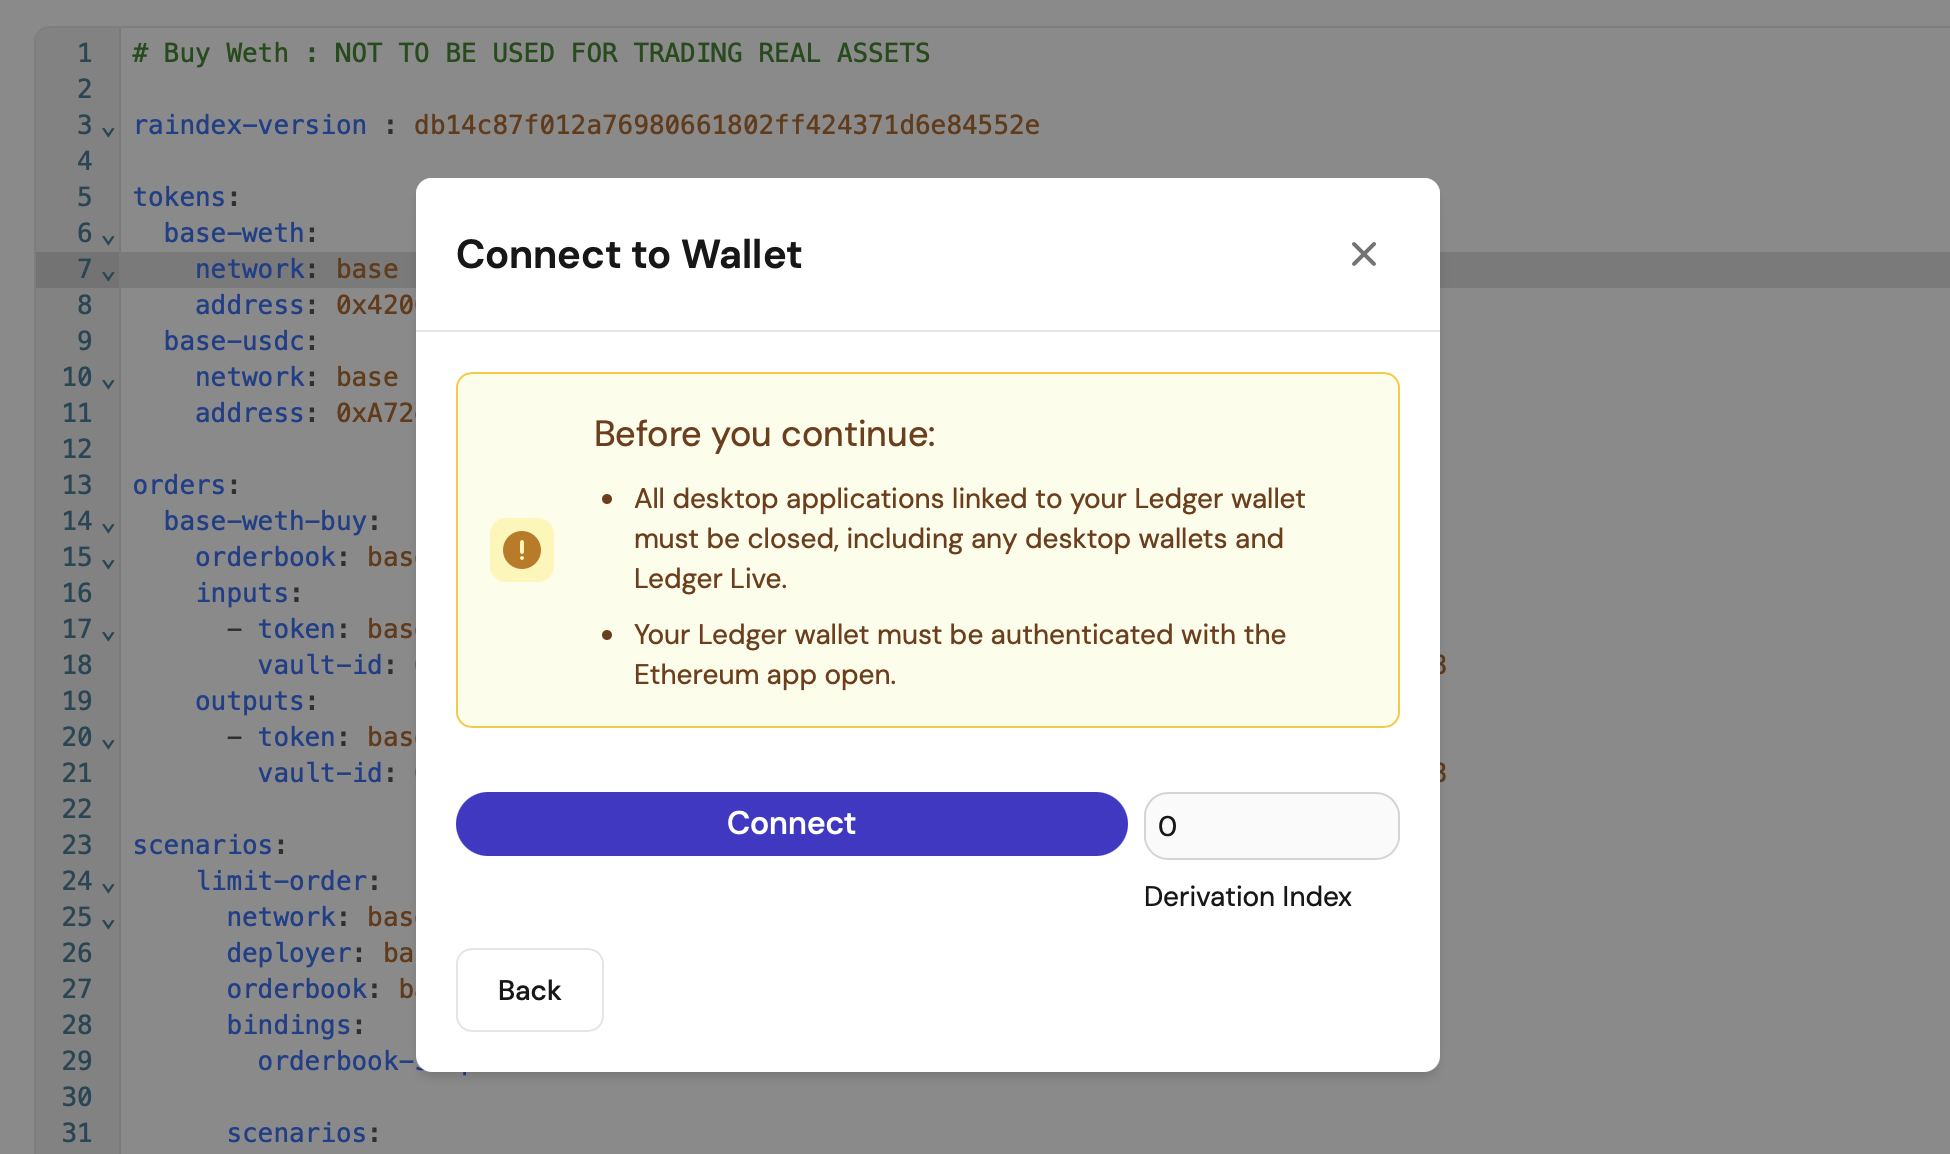 1 # Buy Weth : NOT TO BE USED FOR TRADING REAL ASSETS
2
3 raindex-version : db14c87f012a76980661802ff424371d6e84552e
4
5 tokens:
6 base-weth:
7 network: base
8 address: 0x420
9 base-usdc:
10 network: base
11 address: 0xA72
12
13 orders:
14 base-weth-buy:
15 orderbook: bas
16 inputs:
17 - token: bas
18 vault-id:
19 outputs:
20 - token: bas
21 vault-id:
22
23 scenarios:
24 limit-order:
25 network: bas
26 deployer: ba
27 orderbook: b
28 bindings:
29 orderbook-
30
31 scenarios:
Connect to Wallet
Before you continue:
• All desktop applications linked to your Ledger wallet
must be closed, including any desktop wallets and
Ledger Live.
• Your Ledger wallet must be authenticated with the
Ethereum app open.
Connect
0
Derivation Index
Back